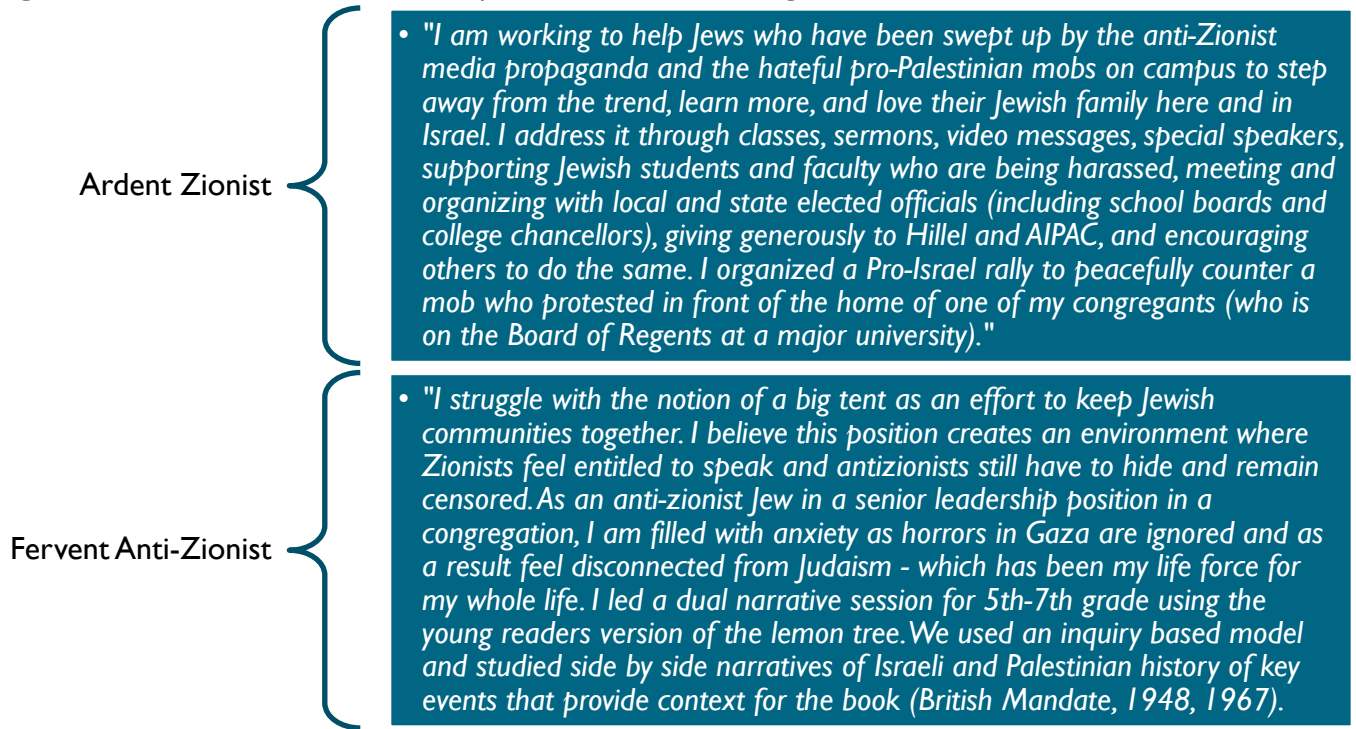 Ardent Zionist
• "I am working to help Jews who have been swept up by the anti-Zionist
media propaganda and the hateful pro-Palestinian mobs on campus to step
away from the trend, learn more, and love their Jewish family here and in
Israel. I address it through classes, sermons, video messages, special speakers,
supporting Jewish students and faculty who are being harassed, meeting and
organizing with local and state elected officials (including school boards and
college chancellors), giving generously to Hillel and AIPAC, and encouraging
others to do the same. I organized a Pro-Israel rally to peacefully counter a
mob who protested in front of the home of one of my congregants (who is
on the Board of Regents at a major university)."
Fervent Anti-Zionist
• "I struggle with the notion of a big tent as an effort to keep Jewish
communities together. I believe this position creates an environment where
Zionists feel entitled to speak and antizionists still have to hide and remain
censored. As an anti-zionist Jew in a senior leadership position in a
congregation, I am filled with anxiety as horrors in Gaza are ignored and as
a result feel disconnected from Judaism - which has been my life force for
my whole life. I led a dual narrative session for 5th-7th grade using the
young readers version of the lemon tree. We used an inquiry based model
and studied side by side narratives of Israeli and Palestinian history of key
events that provide context for the book (British Mandate, 1948, 1967).